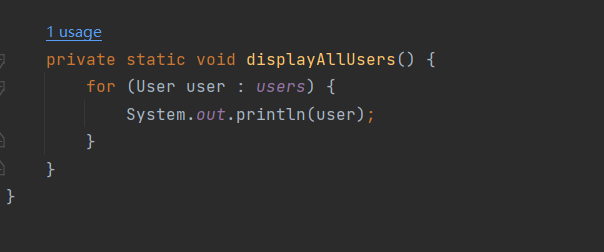 1 usage
private static void displayAllUsers() {
for (User user : users) {
System.out.println(user);
}
}
}